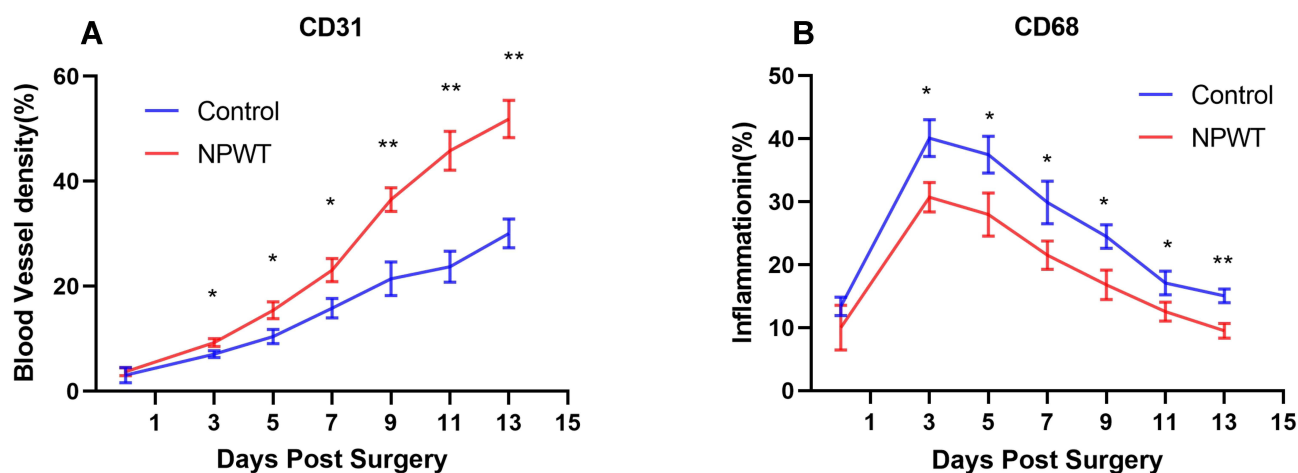 A
CD31
Blood Vessel density(%)
60
40
20
0
Control
NPWT
*
*
*
**
**
**
1 3 5 7 9 11 13 15
Days Post Surgery
B
CD68
Inflammationin(%)
50
40
30
20
10
0
Control
NPWT
*
*
*
*
*
**
1 3 5 7 9 11 13 15
Days Post Surgery